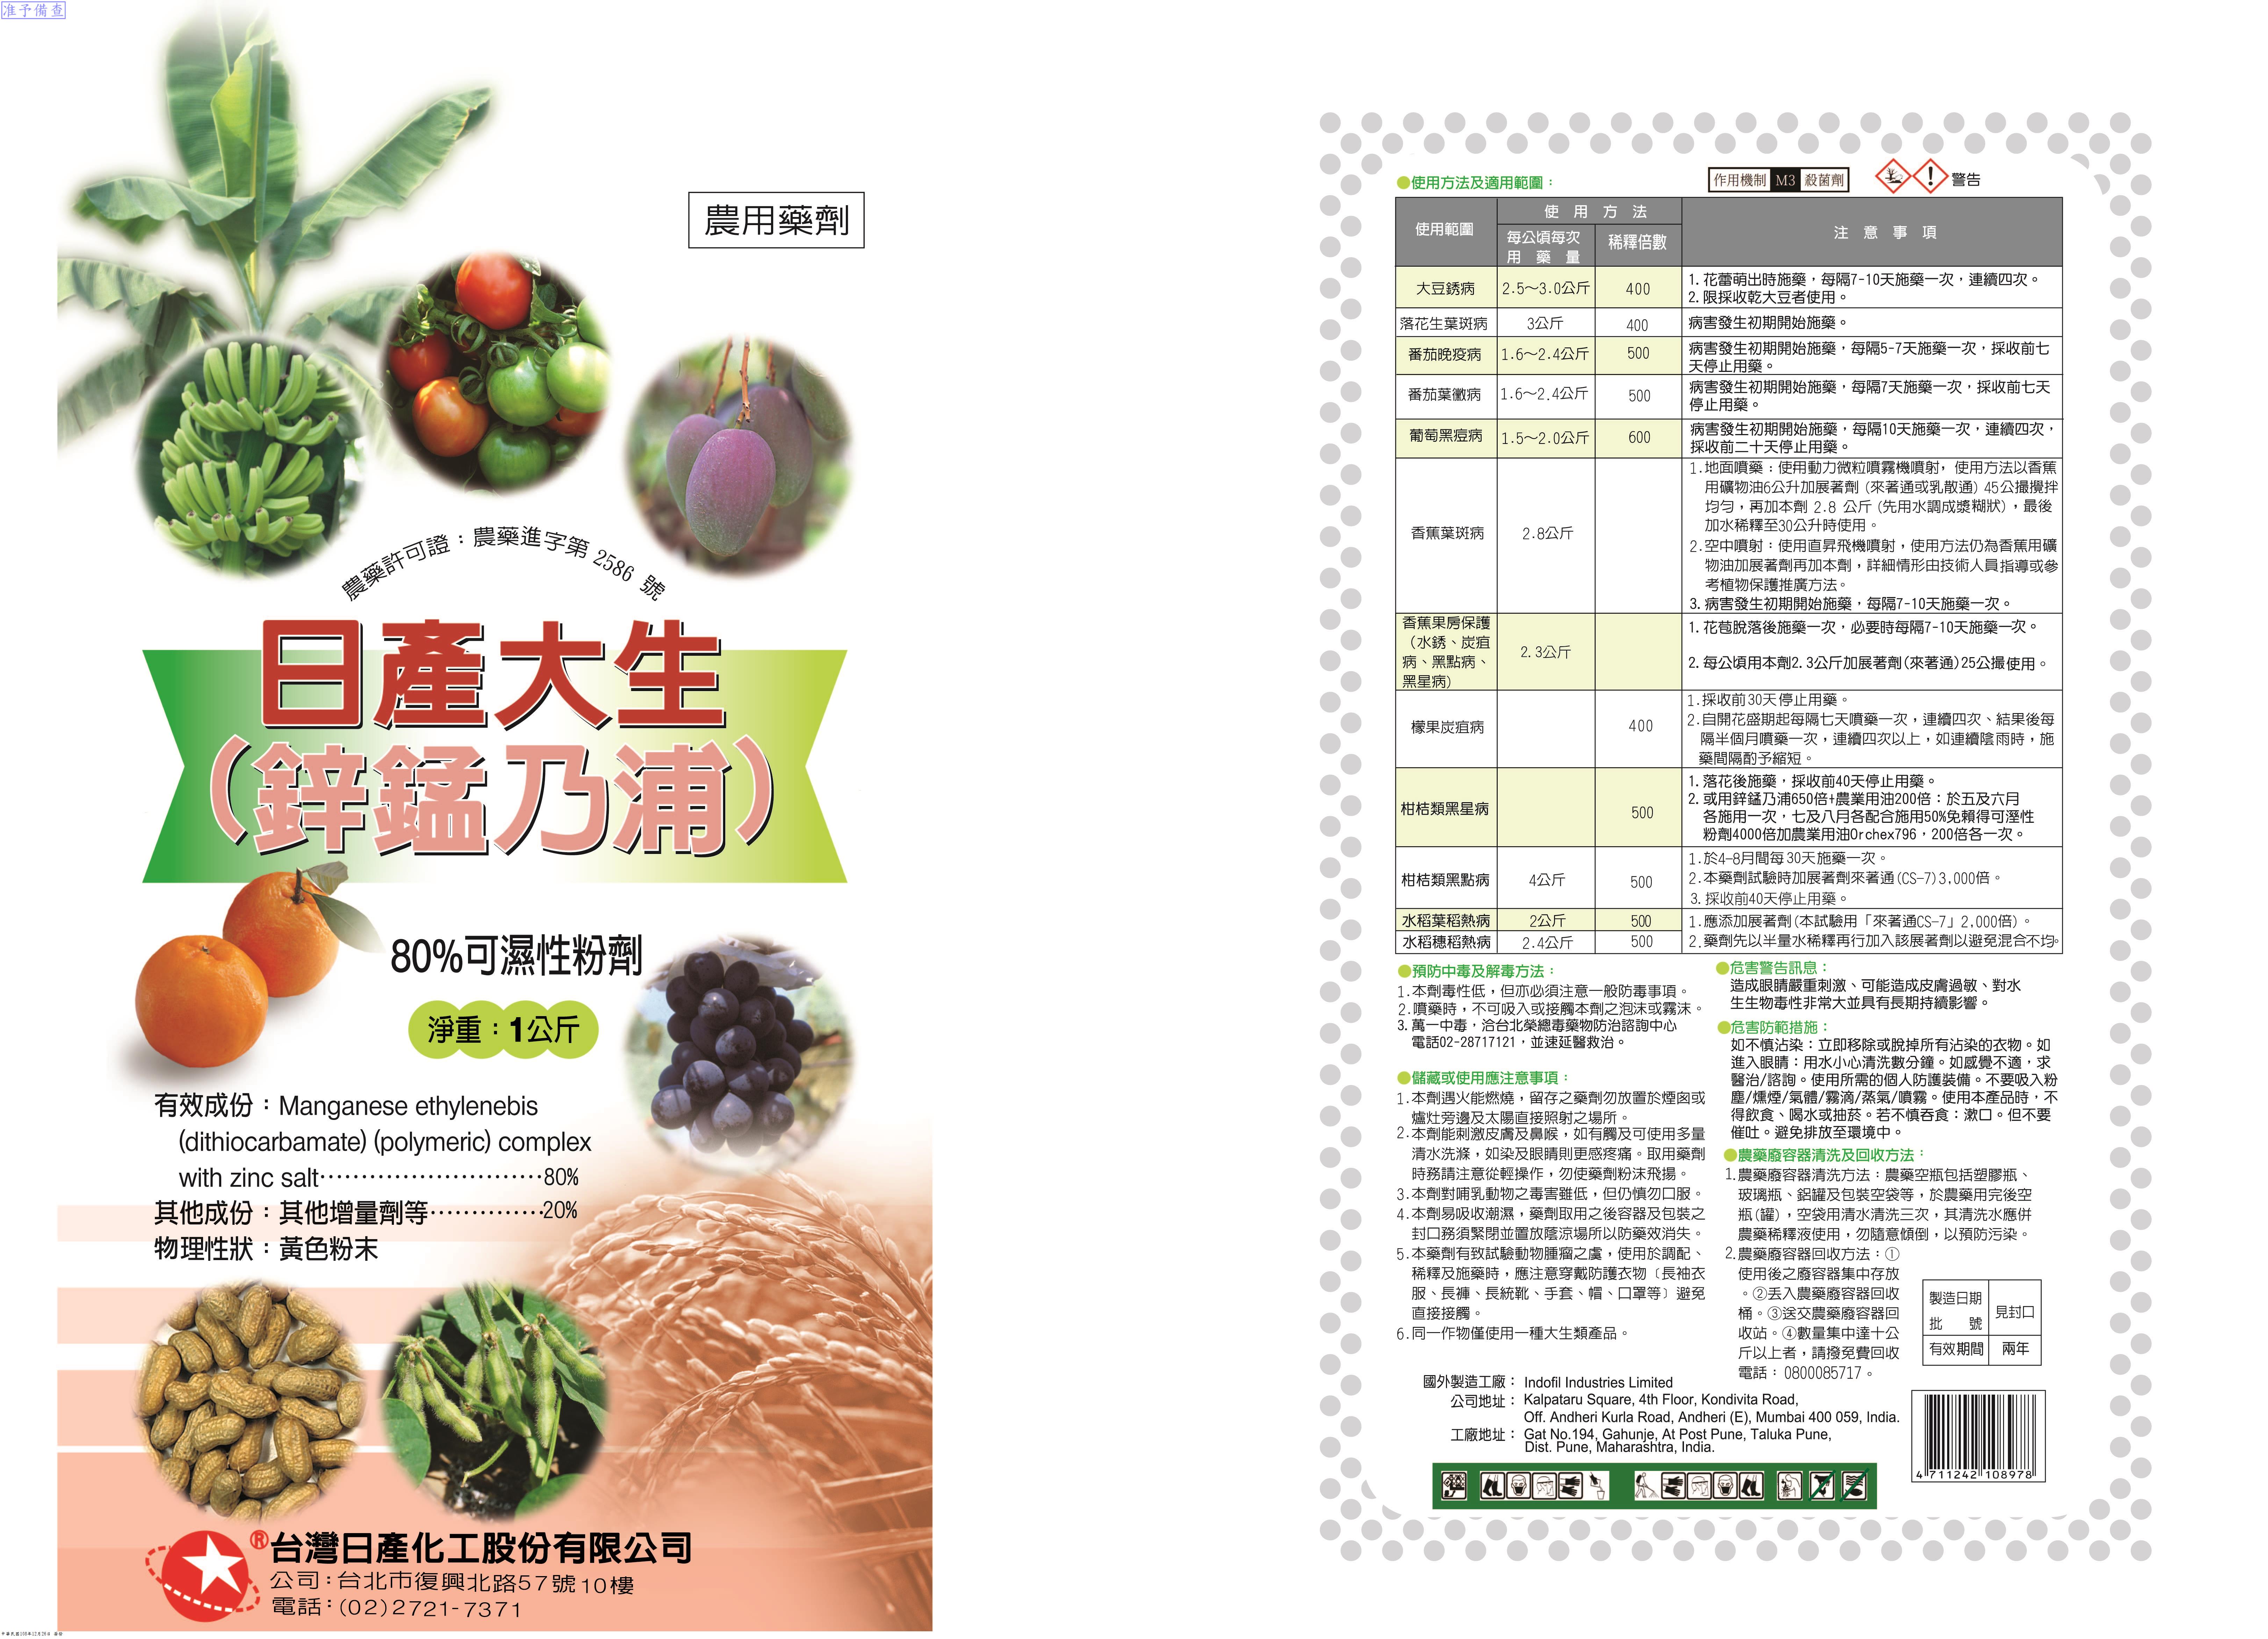 准予備查
農用藥劑
農藥許可證：農藥進字第 2586 號
日產大生
（鋅錳乃浦）
80%可濕性粉劑
淨重：1公斤
有效成份：Manganese ethylenebis
(dithiocarbamate) (polymeric) complex
with zinc salt··························80%
其他成份：其他增量劑等··············20%
物理性狀：黃色粉末
®台灣日產化工股份有限公司
公司：台北市復興北路57號10樓
電話：(02)2721-7371
●使用方法及適用範圍：
作用機制 M3 殺菌劑
警告
使用範圍 使用方法 注意事項
每公頃每次用藥量 稀釋倍數
大豆銹病 2.5～3.0公斤 400
1.花蕾萌出時施藥，每隔7-10天施藥一次，連續四次。
2.限採收乾大豆者使用。
落花生葉斑病 3公斤 400 病害發生初期開始施藥。
番茄晚疫病 1.6～2.4公斤 500
病害發生初期開始施藥，每隔5-7天施藥一次，採收前七
天停止用藥。
番茄葉黴病 1.6～2.4公斤 500
病害發生初期開始施藥，每隔7天施藥一次，採收前七天
停止用藥。
葡萄黑痘病 1.5～2.0公斤 600
病害發生初期開始施藥，每隔10天施藥一次，連續四次，
採收前二十天停止用藥。
香蕉葉斑病 2.8公斤
1.地面噴藥：使用動力微粒噴霧機噴射，使用方法以香蕉
用礦物油6公升加展著劑(來著通或乳散通)45公撮攪拌
均勻，再加本劑 2.8 公斤(先用水調成漿糊狀)，最後
加水稀釋至30公升時使用。
2.空中噴射：使用直昇飛機噴射，使用方法仍為香蕉用礦
物油加展著劑再加本劑，詳細情形由技術人員指導或參
考植物保護推廣方法。
3.病害發生初期開始施藥，每隔7-10天施藥一次。
香蕉果房保護
（水銹、炭疽
病、黑點病、
黑星病）
2.3公斤
1.花苞脫落後施藥一次，必要時每隔7-10天施藥一次。
2.每公頃用本劑2.3公斤加展著劑(來著通)25公撮使用。
檬果炭疽病 400
1.採收前30天停止用藥。
2.自開花盛期起每隔七天噴藥一次，連續四次、結果後每
隔半個月噴藥一次，連續四次以上，如連續陰雨時，施
藥間隔酌予縮短。
柑桔類黑星病 500
1.落花後施藥，採收前40天停止用藥。
2.或用鋅錳乃浦650倍+農業用油200倍：於五及六月
各施用一次，七及八月各配合施用50%免賴得可溼性
粉劑4000倍加農業用油Orchex796，200倍各一次。
柑桔類黑點病 4公斤 500
1.於4-8月間每30天施藥一次。
2.本藥劑試驗時加展著劑來著通(CS-7)3,000倍。
3.採收前40天停止用藥。
水稻葉稻熱病 2公斤 500 1.應添加展著劑(本試驗用「來著通CS-7」2,000倍)。
水稻穗稻熱病 2.4公斤 500 2.藥劑先以半量水稀釋再行加入該展著劑以避免混合不均。
●預防中毒及解毒方法：
1.本劑毒性低，但亦必須注意一般防毒事項。
2.噴藥時，不可吸入或接觸本劑之泡沫或霧沫。
3.萬一中毒，洽台北榮總毒藥物防治諮詢中心
電話02-28717121，並速延醫救治。
●儲藏或使用應注意事項：
1.本劑遇火能燃燒，留存之藥劑勿放置於煙囪或
爐灶旁邊及太陽直接照射之場所。
2.本劑能刺激皮膚及鼻喉，如有觸及可使用多量
清水洗滌，如染及眼睛則更感疼痛。取用藥劑
時務請注意從輕操作，勿使藥劑粉沫飛揚。
3.本劑對哺乳動物之毒害雖低，但仍慎勿口服。
4.本劑易吸收潮濕，藥劑取用之後容器及包裝之
封口務須緊閉並置放蔭涼場所以防藥效消失。
5.本藥劑有致試驗動物腫瘤之虞，使用於調配、
稀釋及施藥時，應注意穿戴防護衣物〔長袖衣
服、長褲、長統靴、手套、帽、口罩等〕避免
直接接觸。
6.同一作物僅使用一種大生類產品。
●危害警告訊息：
造成眼睛嚴重刺激、可能造成皮膚過敏、對水
生生物毒性非常大並具有長期持續影響。
●危害防範措施：
如不慎沾染：立即移除或脫掉所有沾染的衣物。如
進入眼睛：用水小心清洗數分鐘。如感覺不適，求
醫治/諮詢。使用所需的個人防護裝備。不要吸入粉
塵/燻煙/氣體/霧滴/蒸氣/噴霧。使用本產品時，不
得飲食、喝水或抽菸。若不慎吞食：漱口。但不要
催吐。避免排放至環境中。
●農藥廢容器清洗及回收方法：
1.農藥廢容器清洗方法：農藥空瓶包括塑膠瓶、
玻璃瓶、鋁罐及包裝空袋等，於農藥用完後空
瓶(罐)，空袋用清水清洗三次，其清洗水應併
農藥稀釋液使用，勿隨意傾倒，以預防污染。
2.農藥廢容器回收方法：①
使用後之廢容器集中存放
。②丟入農藥廢容器回收
桶。③送交農藥廢容器回
收站。④數量集中達十公
斤以上者，請撥免費回收
電話：0800085717。
製造日期
批 號
見封口
有效期間 兩年
國外製造工廠：Indofil Industries Limited
公司地址：Kalpataru Square, 4th Floor, Kondivita Road,
Off. Andheri Kurla Road, Andheri (E), Mumbai 400 059, India.
工廠地址：Gat No.194, Gahunje, At Post Pune, Taluka Pune,
Dist. Pune, Maharashtra, India.
4 711242 108978